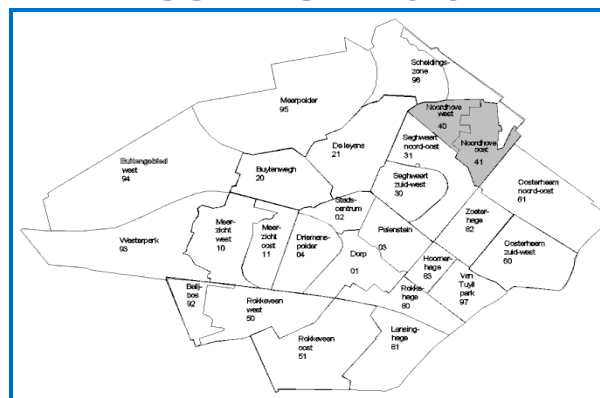 Scheidings-
zone
96
Meerpolder
95
Noordhove
west
40
Noordhove
oost
41
De leyens
21
Seghwaert
noord-oost
31
Buitengebied
west
94
Buytenwegh
20
Seghwaert
zuid-west
30
Oosterheem
noord-oost
61
Stads-
centrum
02
Zoeter-
hage
82
Westerpark
93
Meer-
zicht
west
10
Meer-
zicht
oost
11
Driemans-
polder
04
Palenstein
03
Oosterheem
zuid-west
60
Dorp
01
Hoorner-
hage
83
Van
Tuyll
park
97
Balij-
bos
92
Rokke-
hage
80
Rokkeveen
west
50
Lansing-
hage
81
Rokkeveen
oost
51